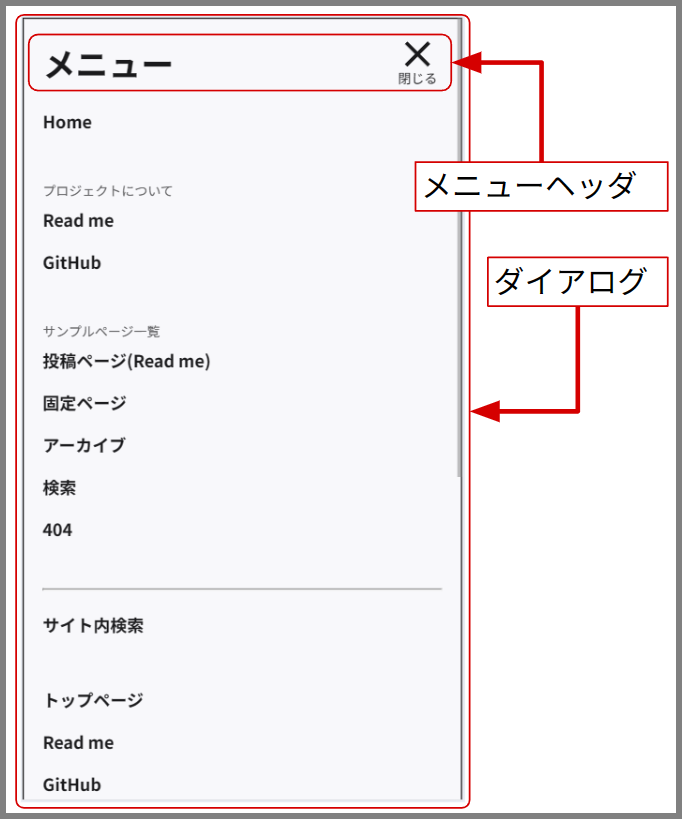 メニュー
閉じる
Home
プロジェクトについて
Read me
GitHub
サンプルページ一覧
投稿ページ(Read me)
固定ページ
アーカイブ
検索
404
サイト内検索
トップページ
Read me
GitHub
メニューヘッダ
ダイアログ